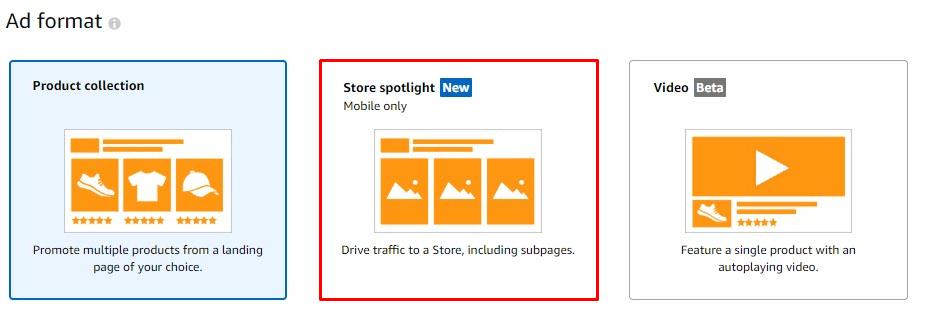 Ad format
Product collection
Promote multiple products from a landing
page of your choice.
Store spotlight New
Mobile only
Drive traffic to a Store, including subpages.
Video Beta
Feature a single product with an
autoplaying video.